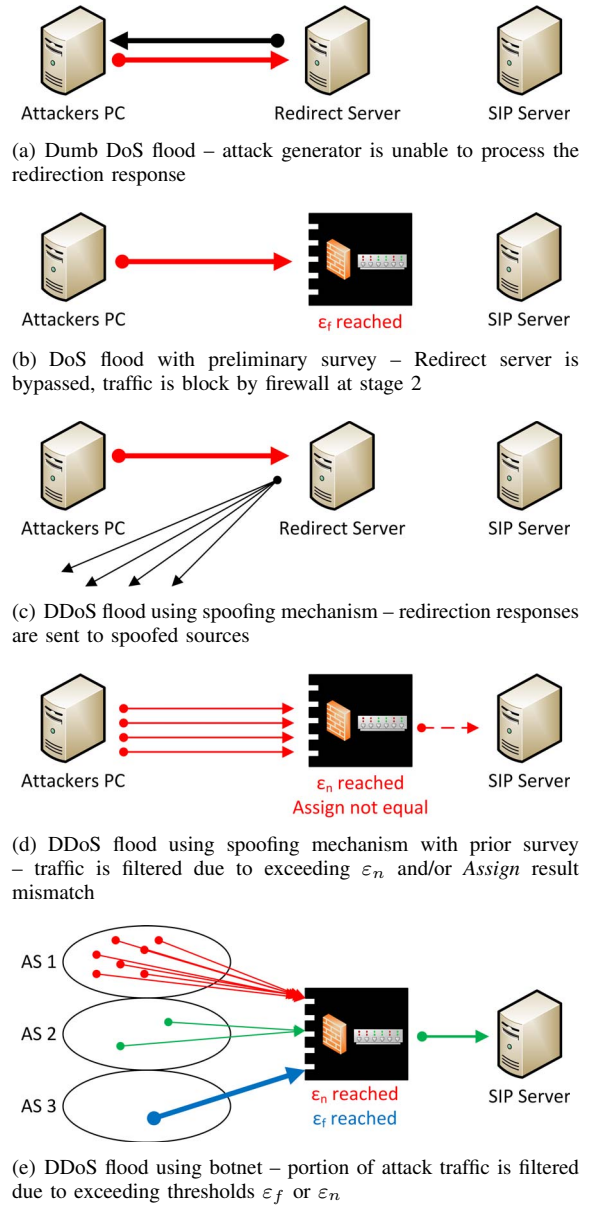 Attackers PC Redirect Server SIP Server
(a) Dumb DoS flood – attack generator is unable to process the
redirection response
Attackers PC εf reached SIP Server
(b) DoS flood with preliminary survey – Redirect server is
bypassed, traffic is block by firewall at stage 2
Attackers PC Redirect Server SIP Server
(c) DDoS flood using spoofing mechanism – redirection responses
are sent to spoofed sources
Attackers PC εn reached SIP Server
Assign not equal
(d) DDoS flood using spoofing mechanism with prior survey
– traffic is filtered due to exceeding εn and/or Assign result
mismatch
AS 1
AS 2
AS 3
εn reached SIP Server
εf reached
(e) DDoS flood using botnet – portion of attack traffic is filtered
due to exceeding thresholds εf or εn